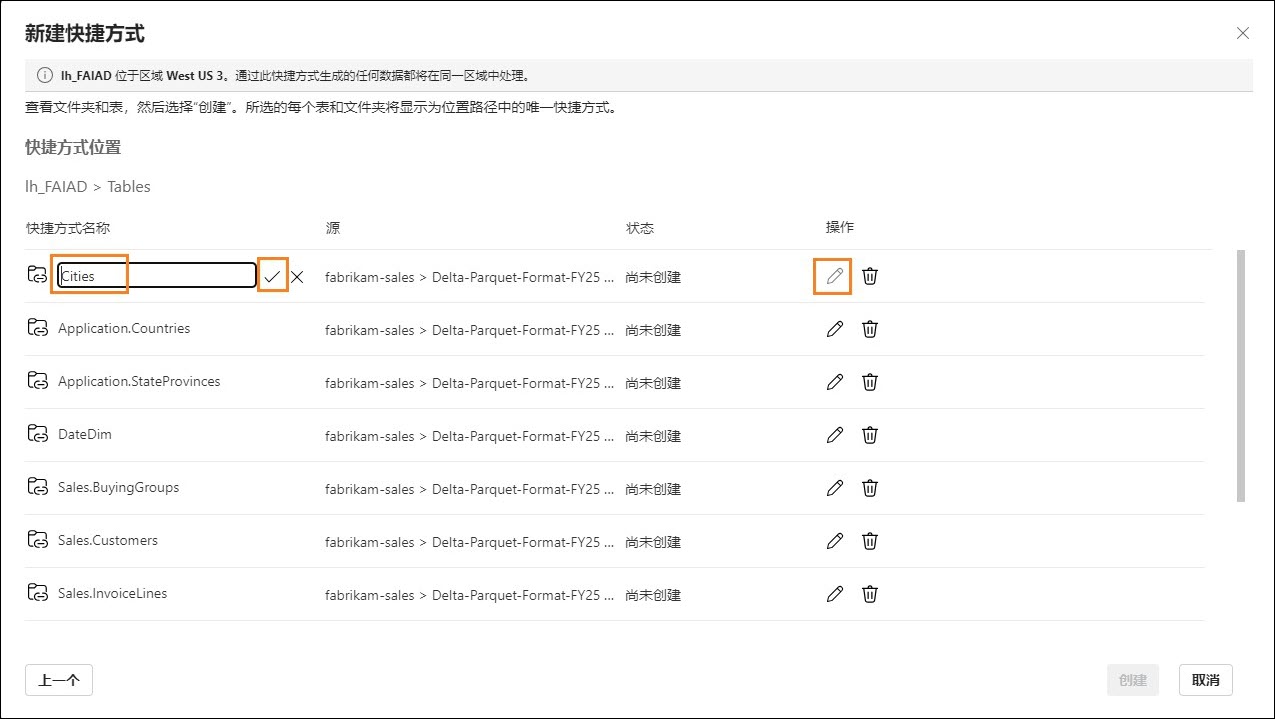 新建快捷方式
lh_FAIAD 位于区域 West US 3。通过此快捷方式生成的任何数据都将在同一区域中处理。
查看文件夹和表，然后选择“创建”。所选的每个表和文件夹将显示为位置路径中的唯一快捷方式。
快捷方式位置
lh_FAIAD > Tables
快捷方式名称 源 状态 操作
Cities fabrikam-sales > Delta-Parquet-Format-FY25 ... 尚未创建
Application.Countries fabrikam-sales > Delta-Parquet-Format-FY25 ... 尚未创建
Application.StateProvinces fabrikam-sales > Delta-Parquet-Format-FY25 ... 尚未创建
DateDim fabrikam-sales > Delta-Parquet-Format-FY25 ... 尚未创建
Sales.BuyingGroups fabrikam-sales > Delta-Parquet-Format-FY25 ... 尚未创建
Sales.Customers fabrikam-sales > Delta-Parquet-Format-FY25 ... 尚未创建
Sales.InvoiceLines fabrikam-sales > Delta-Parquet-Format-FY25 ... 尚未创建
上一个 创建 取消